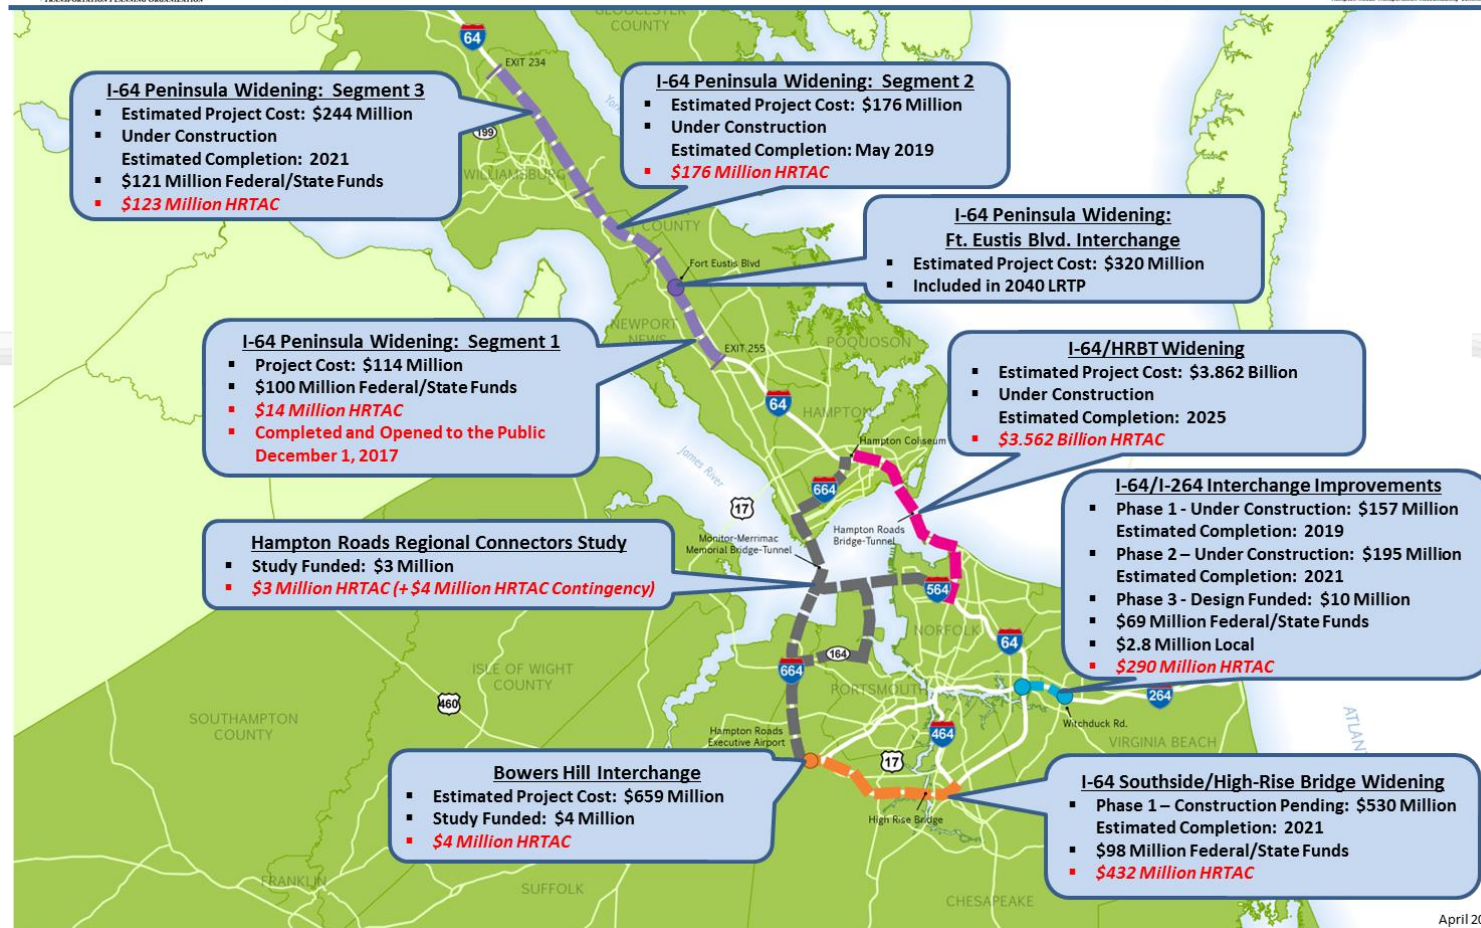 TRANSPORTATION PLANNING ORGANIZATION
GLOUCESTER
COUNTY
64
EXIT 234
I-64 Peninsula Widening: Segment 3
▪ Estimated Project Cost: $244 Million
▪ Under Construction
Estimated Completion: 2021
▪ $121 Million Federal/State Funds
▪ $123 Million HRTAC
I-64 Peninsula Widening: Segment 2
▪ Estimated Project Cost: $176 Million
▪ Under Construction
Estimated Completion: May 2019
▪ $176 Million HRTAC
199
WILLIAMSBURG
COUNTY
I-64 Peninsula Widening:
Ft. Eustis Blvd. Interchange
▪ Estimated Project Cost: $320 Million
▪ Included in 2040 LRTP
Fort Eustis Blvd
NEWPORT
NEWS
EXIT 255
POQUOSON
I-64 Peninsula Widening: Segment 1
▪ Project Cost: $114 Million
▪ $100 Million Federal/State Funds
▪ $14 Million HRTAC
▪ Completed and Opened to the Public
December 1, 2017
I-64/HRBT Widening
▪ Estimated Project Cost: $3.862 Billion
▪ Under Construction
Estimated Completion: 2025
▪ $3.562 Billion HRTAC
64
HAMPTON
Hampton Coliseum
James River
664
17
Hampton Roads
Bridge-Tunnel
Monitor-Merrimac
Memorial Bridge-Tunnel
I-64/I-264 Interchange Improvements
▪ Phase 1 - Under Construction: $157 Million
Estimated Completion: 2019
▪ Phase 2 – Under Construction: $195 Million
Estimated Completion: 2021
▪ Phase 3 - Design Funded: $10 Million
▪ $69 Million Federal/State Funds
▪ $2.8 Million Local
▪ $290 Million HRTAC
Hampton Roads Regional Connectors Study
▪ Study Funded: $3 Million
▪ $3 Million HRTAC (+ $4 Million HRTAC Contingency)
564
NORFOLK
64
164
664
ISLE OF WIGHT
COUNTY
460
PORTSMOUTH
264
SOUTHAMPTON
COUNTY
Hampton Roads
Executive Airport
464
Witchduck Rd.
17
VIRGINIA BEACH
Bowers Hill Interchange
▪ Estimated Project Cost: $659 Million
▪ Study Funded: $4 Million
▪ $4 Million HRTAC
High Rise Bridge
I-64 Southside/High-Rise Bridge Widening
▪ Phase 1 – Construction Pending: $530 Million
Estimated Completion: 2021
▪ $98 Million Federal/State Funds
▪ $432 Million HRTAC
FRANKLIN
SUFFOLK
CHESAPEAKE
April 20